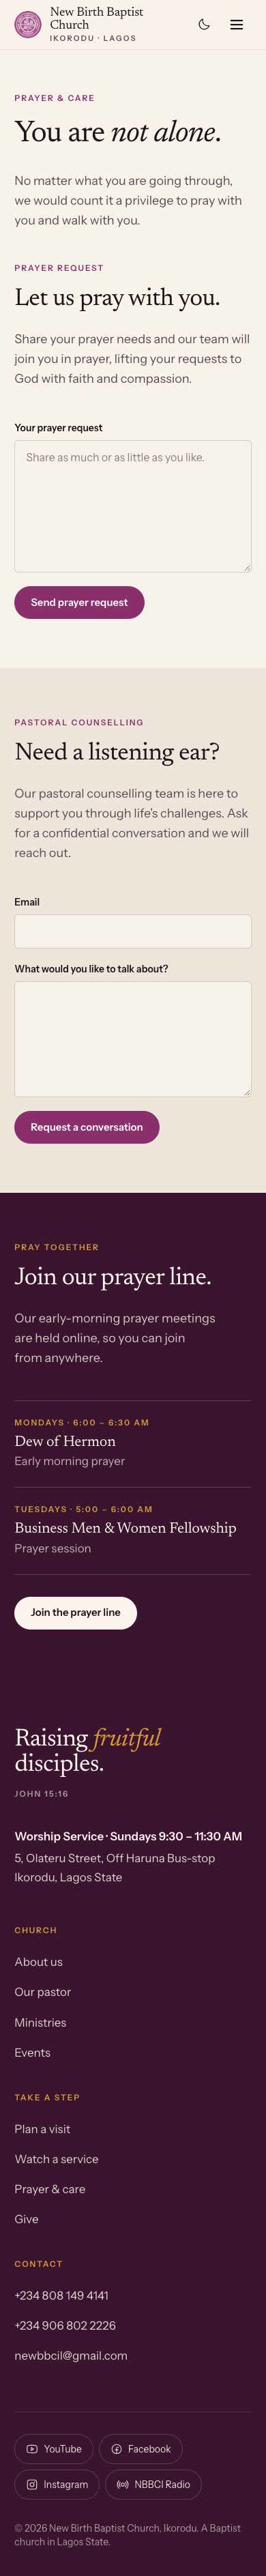 New Birth Baptist
Church
IKORODU · LAGOS
PRAYER & CARE
You are not alone.
No matter what you are going through,
we would count it a privilege to pray with
you and walk with you.
PRAYER REQUEST
Let us pray with you.
Share your prayer needs and our team will
join you in prayer, lifting your requests to
God with faith and compassion.
Your prayer request
Share as much or as little as you like.
Send prayer request
PASTORAL COUNSELLING
Need a listening ear?
Our pastoral counselling team is here to
support you through life's challenges. Ask
for a confidential conversation and we will
reach out.
Email
What would you like to talk about?
Request a conversation
PRAY TOGETHER
Join our prayer line.
Our early-morning prayer meetings
are held online, so you can join
from anywhere.
MONDAYS · 6:00 – 6:30 AM
Dew of Hermon
Early morning prayer
TUESDAYS · 5:00 – 6:00 AM
Business Men & Women Fellowship
Prayer session
Join the prayer line
Raising fruitful
disciples.
JOHN 15:16
Worship Service · Sundays 9:30 – 11:30 AM
5, Olateru Street, Off Haruna Bus-stop
Ikorodu, Lagos State
CHURCH
About us
Our pastor
Ministries
Events
TAKE A STEP
Plan a visit
Watch a service
Prayer & care
Give
CONTACT
+234 808 149 4141
+234 906 802 2226
newbbcil@gmail.com
YouTube
Facebook
Instagram
NBBCI Radio
© 2026 New Birth Baptist Church, Ikorodu. A Baptist
church in Lagos State.